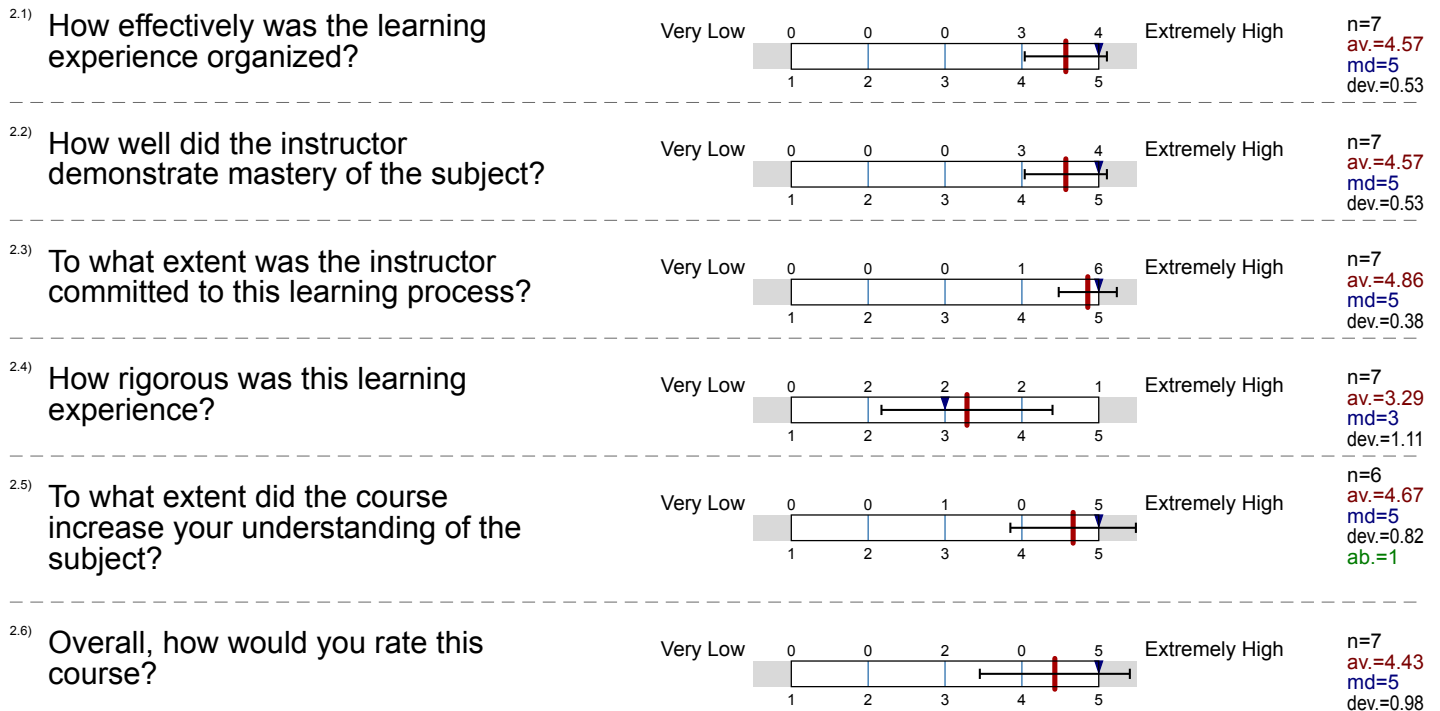 2.1) How effectively was the learning
experience organized?
Very Low
0 0 0 3 4
1 2 3 4 5
Extremely High
n=7
av.=4.57
md=5
dev.=0.53
2.2) How well did the instructor
demonstrate mastery of the subject?
Very Low
0 0 0 3 4
1 2 3 4 5
Extremely High
n=7
av.=4.57
md=5
dev.=0.53
2.3) To what extent was the instructor
committed to this learning process?
Very Low
0 0 0 1 6
1 2 3 4 5
Extremely High
n=7
av.=4.86
md=5
dev.=0.38
2.4) How rigorous was this learning
experience?
Very Low
0 2 2 2 1
1 2 3 4 5
Extremely High
n=7
av.=3.29
md=3
dev.=1.11
2.5) To what extent did the course
increase your understanding of the
subject?
Very Low
0 0 1 0 5
1 2 3 4 5
Extremely High
n=6
av.=4.67
md=5
dev.=0.82
ab.=1
2.6) Overall, how would you rate this
course?
Very Low
0 0 2 0 5
1 2 3 4 5
Extremely High
n=7
av.=4.43
md=5
dev.=0.98